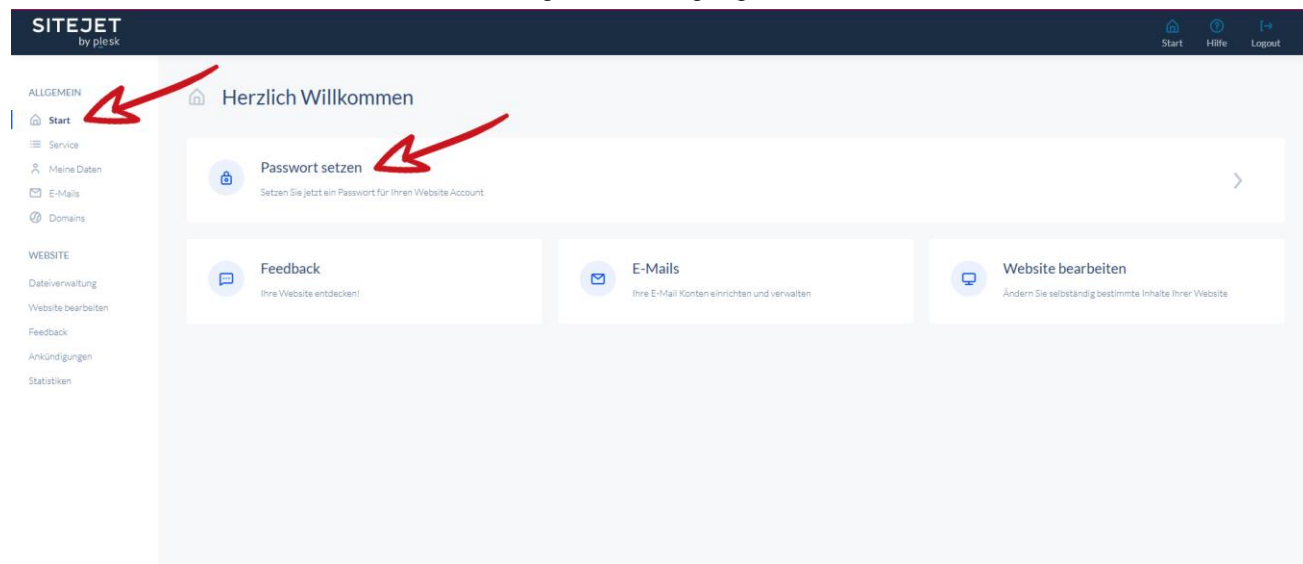 SITEJET
by plesk
Start
Hilfe
Logout
ALLGEMEIN
Start
Service
Meine Daten
E-Mails
Domains
WEBSITE
Dateiverwaltung
Website bearbeiten
Feedback
Ankündigungen
Statistiken
Herzlich Willkommen
Passwort setzen
Setzen Sie jetzt ein Passwort für Ihren Website Account
Feedback
Ihre Website entdecken!
E-Mails
Ihre E-Mail Konten einrichten und verwalten
Website bearbeiten
Ändern Sie selbständig bestimmte Inhalte Ihrer Website